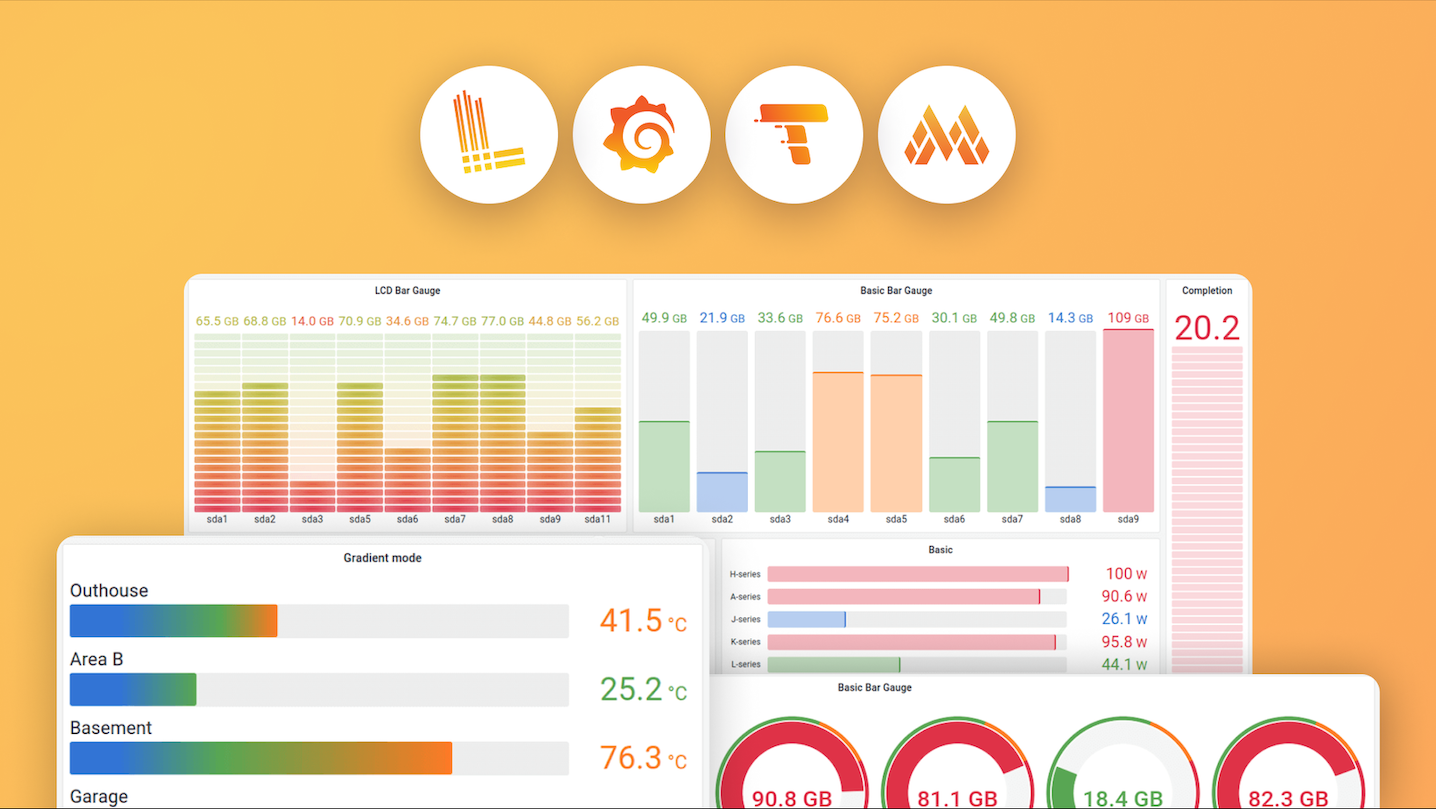 LCD Bar Gauge
65.5 GB 68.8 GB 14.0 GB 70.9 GB 34.6 GB 74.7 GB 77.0 GB 44.8 GB 56.2 GB
sda1 sda2 sda3 sda5 sda6 sda7 sda8 sda9 sda11
Basic Bar Gauge
49.9 GB 21.9 GB 33.6 GB 76.6 GB 75.2 GB 30.1 GB 49.8 GB 14.3 GB 109 GB
sda1 sda2 sda3 sda4 sda5 sda6 sda7 sda8 sda9
Completion
20.2
Gradient mode
Outhouse
41.5 °C
Area B
25.2 °C
Basement
76.3 °C
Garage
Basic
H-series 100 W
A-series 90.6 W
J-series 26.1 W
K-series 95.8 W
L-series 44.1 W
Basic Bar Gauge
90.8 GB 81.1 GB 18.4 GB 82.3 GB